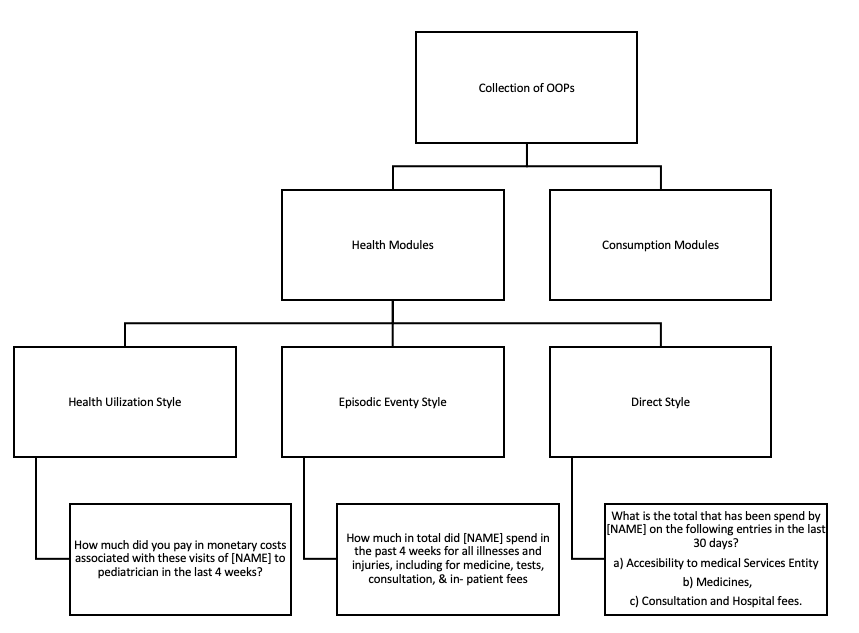 Collection of OOPs
Health Modules
Consumption Modules
Health Uilization Style
Episodic Eventy Style
Direct Style
How much did you pay in monetary costs
associated with these visits of [NAME] to
pediatrician in the last 4 weeks?
How much in total did [NAME] spend in
the past 4 weeks for all illnesses and
injuries, including for medicine, tests,
consultation, & in- patient fees
What is the total that has been spend by
[NAME] on the following entries in the last
30 days?
a) Accesibility to medical Services Entity
b) Medicines,
c) Consultation and Hospital fees.